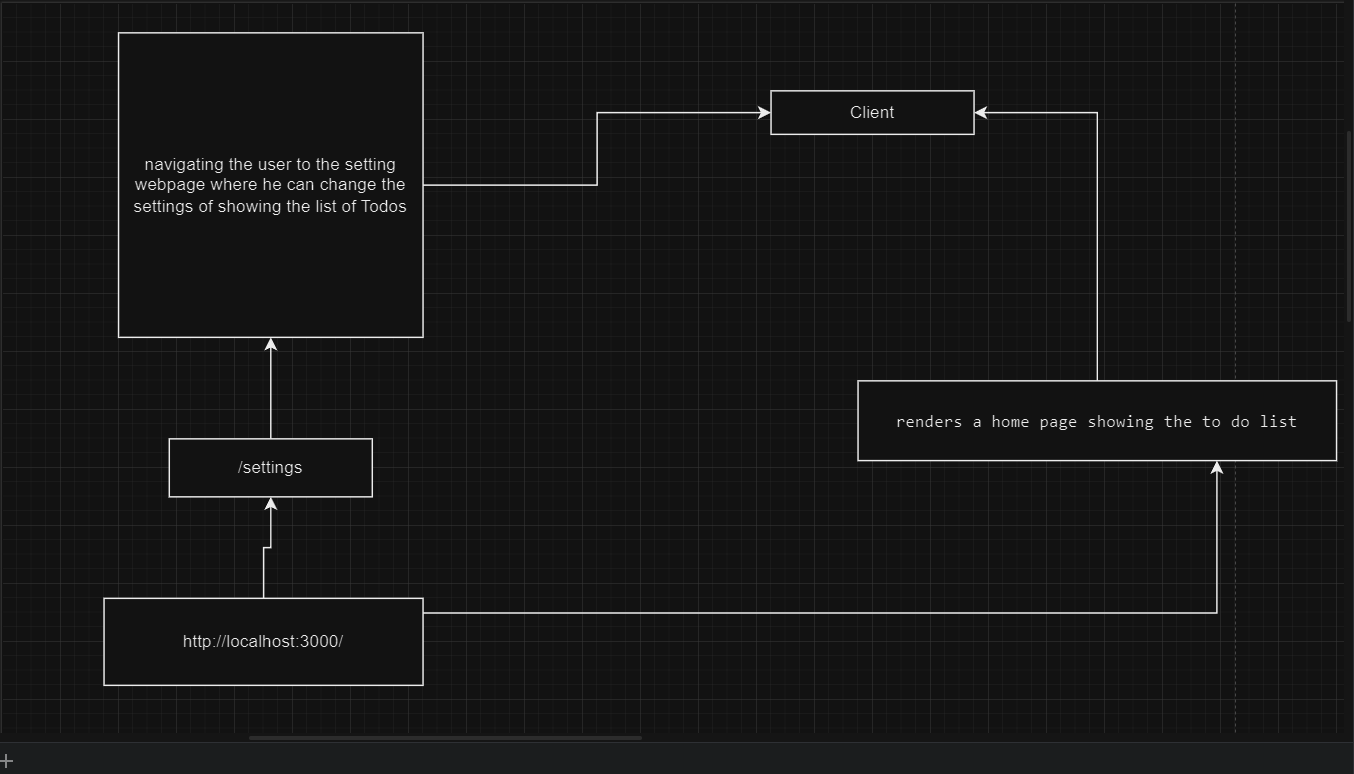 Client
navigating the user to the setting
webpage where he can change the
settings of showing the list of Todos
renders a home page showing the to do list
/settings
http://localhost:3000/